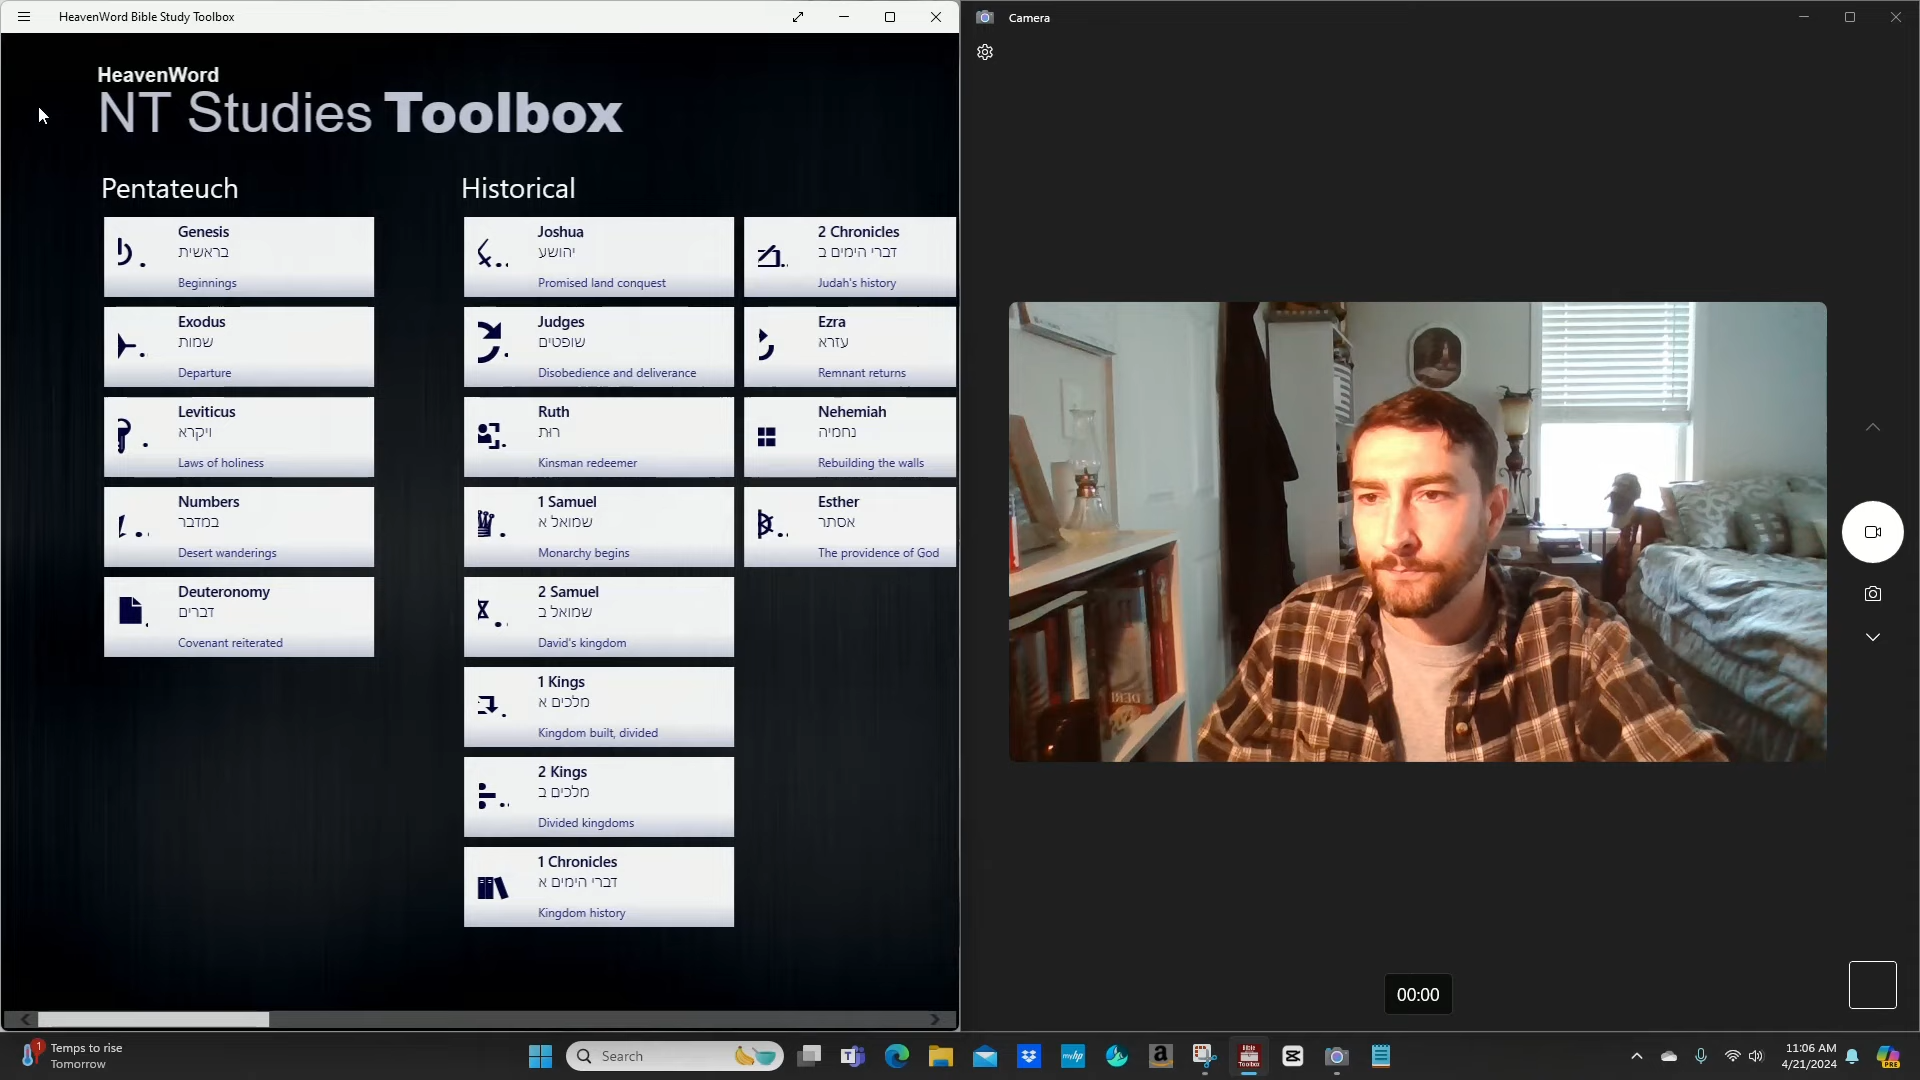 HeavenWord Bible Study Toolbox
HeavenWord
NT Studies Toolbox
Pentateuch
Genesis
בראשית
Beginnings
Exodus
שמות
Departure
Leviticus
ויקרא
Laws of holiness
Numbers
במדבר
Desert wanderings
Deuteronomy
דברים
Covenant reiterated
Historical
Joshua
יהושע
Promised land conquest
Judges
שופטים
Disobedience and deliverance
Ruth
רות
Kinsman redeemer
1 Samuel
שמואל א
Monarchy begins
2 Samuel
שמואל ב
David's kingdom
1 Kings
מלכים א
Kingdom built, divided
2 Kings
מלכים ב
Divided kingdoms
1 Chronicles
דברי הימים א
Kingdom history
2 Chronicles
דברי הימים ב
Judah's history
Ezra
עזרא
Remnant returns
Nehemiah
נחמיה
Rebuilding the walls
Esther
אסתר
The providence of God
Camera
00:00
1
Temps to rise
Tomorrow
Search
myhp
Bible
Toolbox
11:06 AM
4/21/2024
PRE